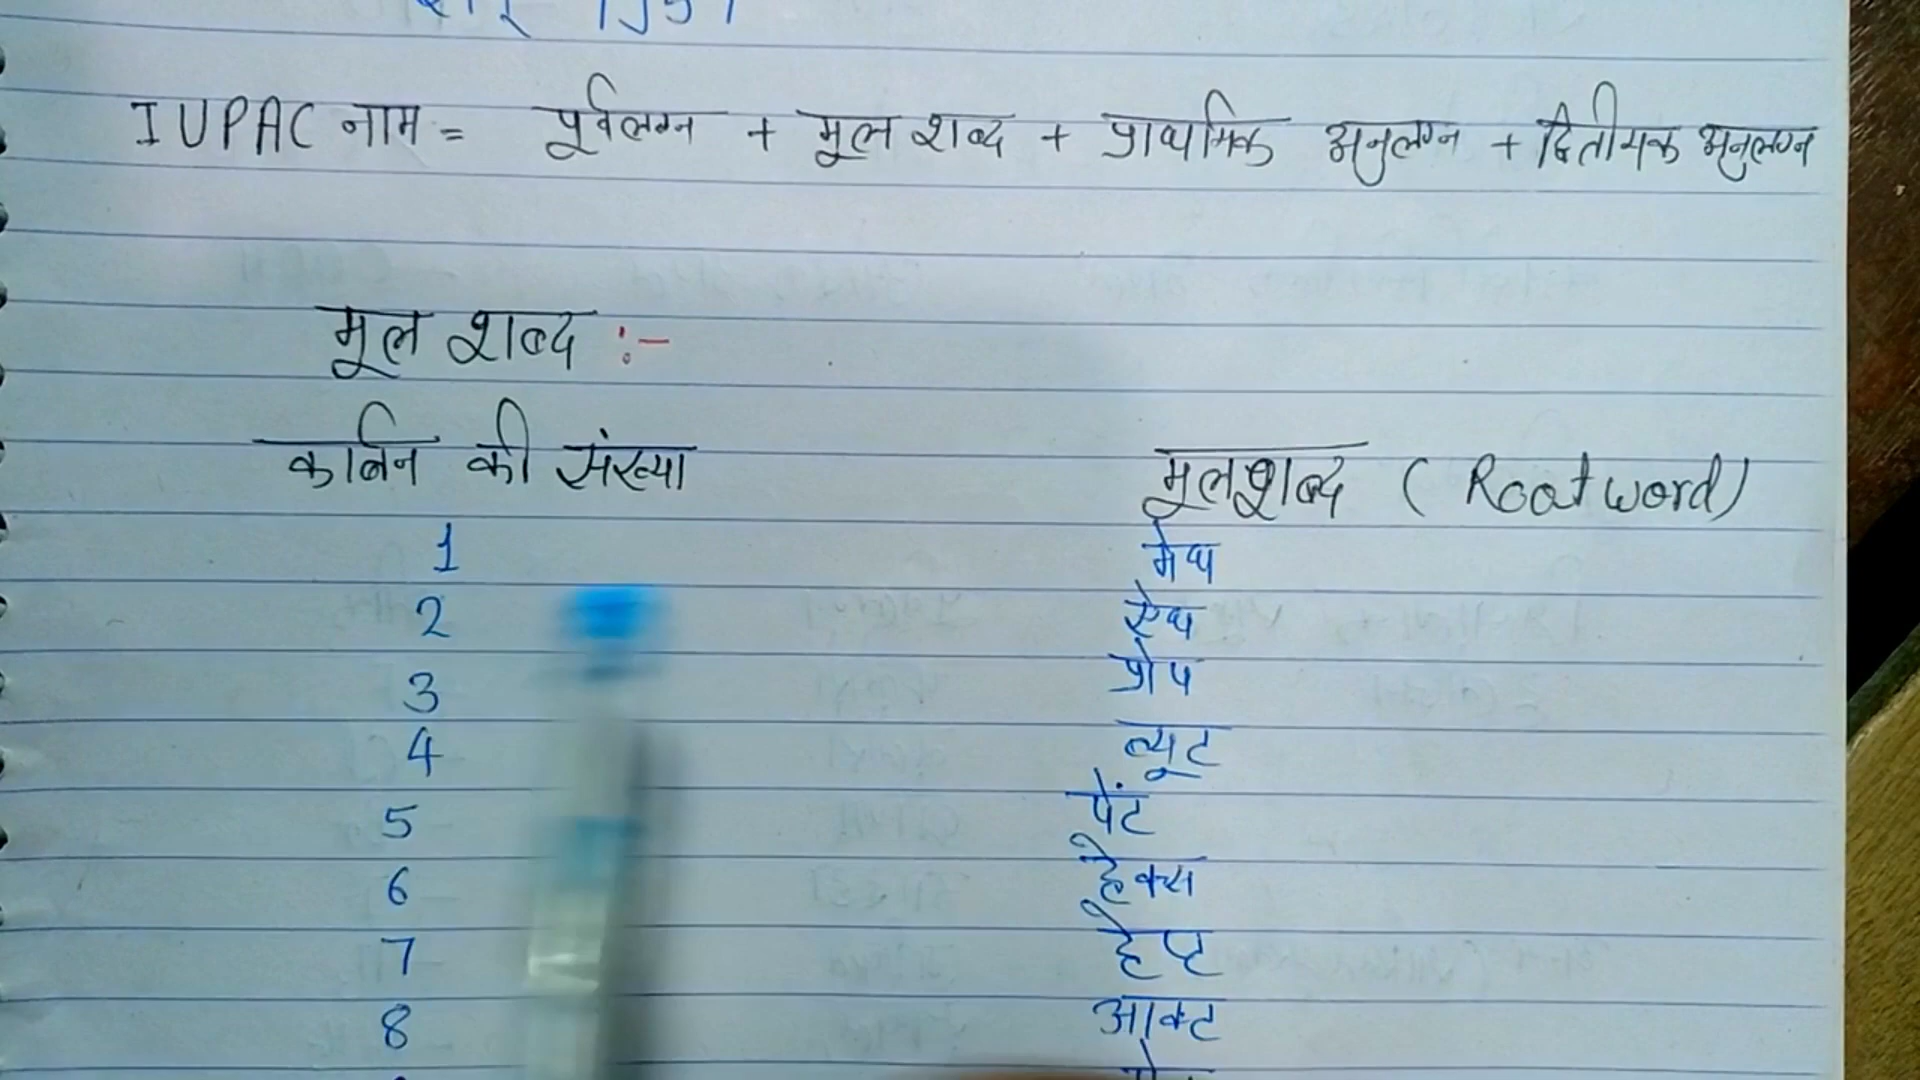 IUPAC नाम = पूर्वलग्न + मूल शब्द + प्राथमिक अनुलग्न + द्वितीयक अनुलग्न
मूल शब्द :-
कार्बन की संख्या मूलशब्द ( Root word)
1 मेथ
2 ऐथ
3 प्रोप
4 ब्यूट
5 पेंट
6 हेक्स
7 हेप्ट
8 आक्ट